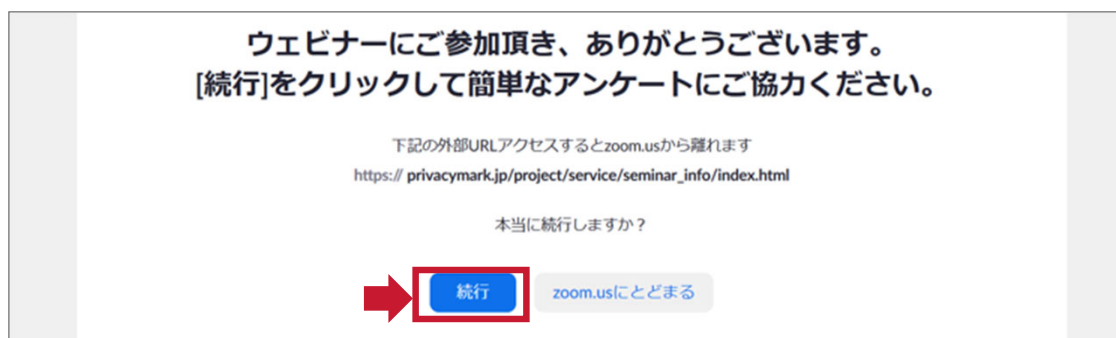 ウェビナーにご参加頂き、ありがとうございます。
[続行]をクリックして簡単なアンケートにご協力ください。
下記の外部URLアクセスするとzoom.usから離れます
https:// privacymark.jp/project/service/seminar_info/index.html
本当に続行しますか？
続行
zoom.usにとどまる